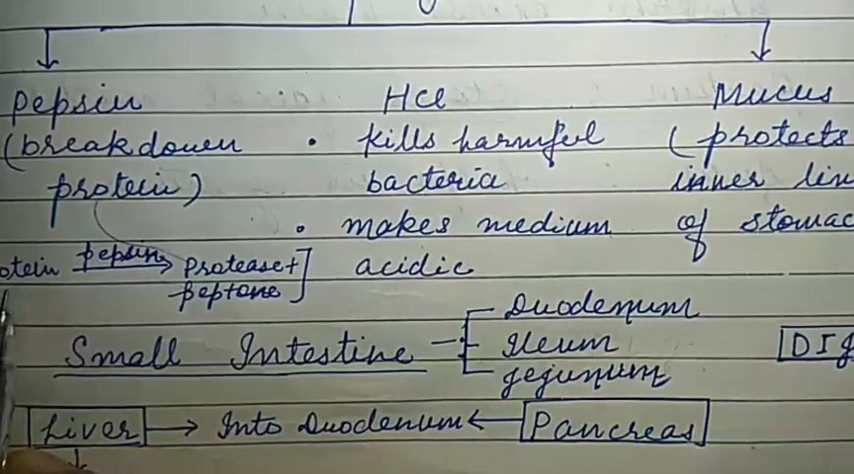 Pepsin HCl Mucus
(breakdown • kills harmful (protects
protein) bacteria inner lin
• makes medium of stomac
otein pepsin → Protease + acidic
peptone
Duodenum
Small Intestine - Ileum DIg
Jejunum
Liver → Into Duodenum ← Pancreas